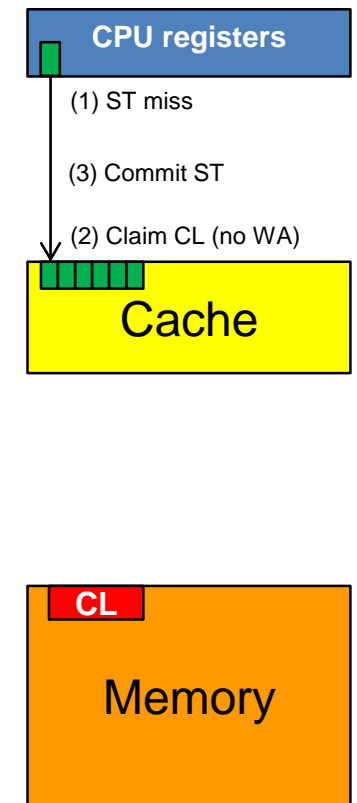 CPU registers
(1) ST miss
(3) Commit ST
(2) Claim CL (no WA)
Cache
CL
Memory